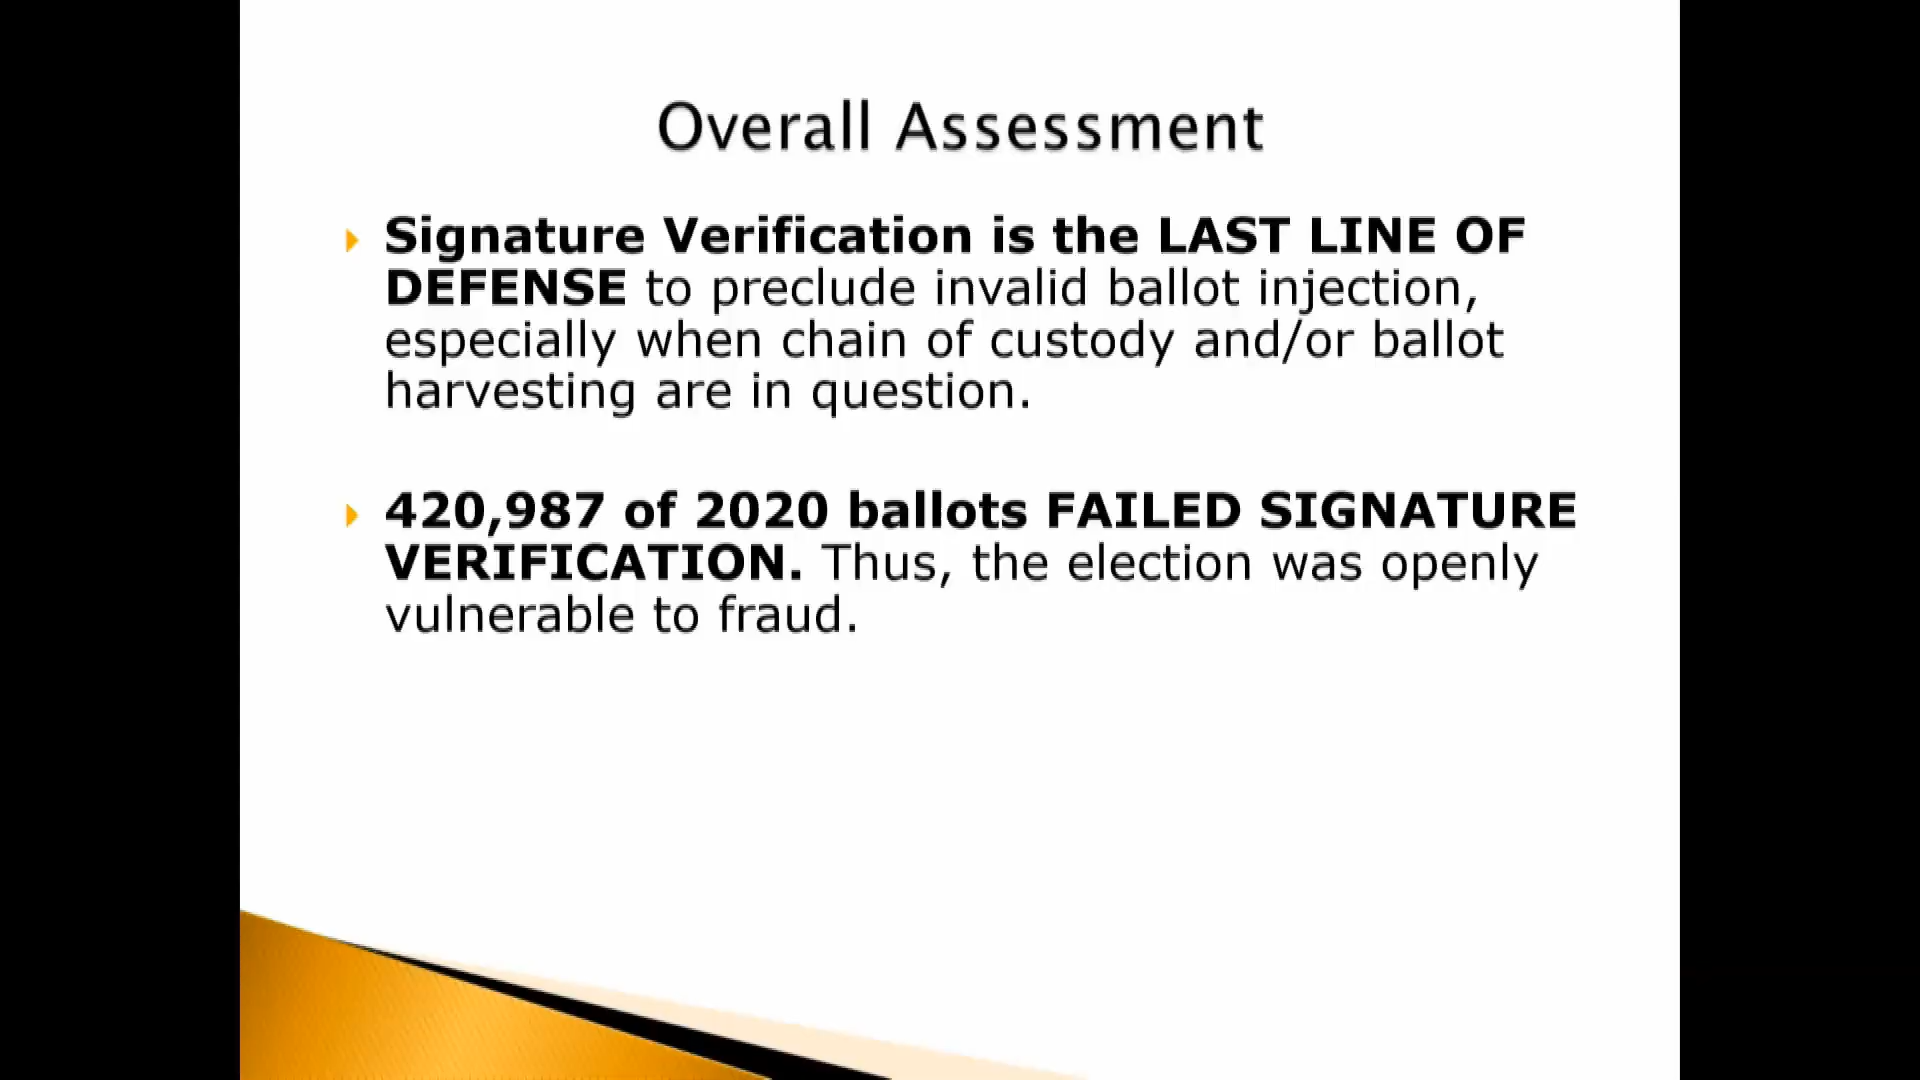 Overall Assessment
Signature Verification is the LAST LINE OF
DEFENSE to preclude invalid ballot injection,
especially when chain of custody and/or ballot
harvesting are in question.
420,987 of 2020 ballots FAILED SIGNATURE
VERIFICATION. Thus, the election was openly
vulnerable to fraud.